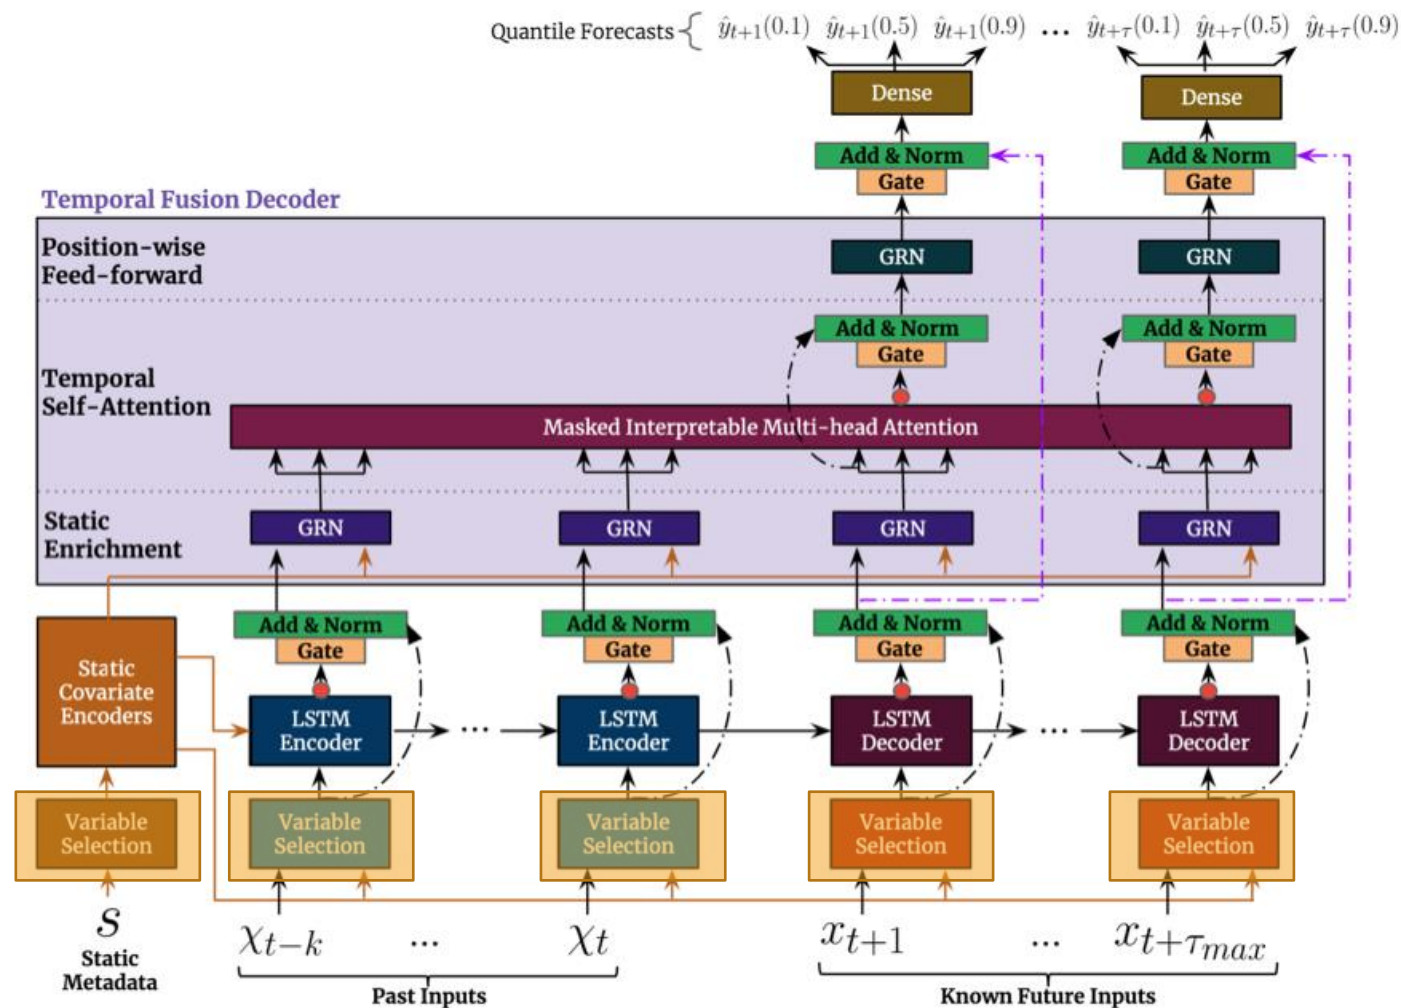 Quantile Forecasts { ŷt+1(0.1) ŷt+1(0.5) ŷt+1(0.9) ... ŷt+τ(0.1) ŷt+τ(0.5) ŷt+τ(0.9)
Dense
Dense
Add & Norm
Gate
Add & Norm
Gate
Temporal Fusion Decoder
Position-wise
Feed-forward
GRN
GRN
Add & Norm
Gate
Add & Norm
Gate
Temporal
Self-Attention
Masked Interpretable Multi-head Attention
Static
Enrichment
GRN
GRN
GRN
GRN
Add & Norm
Gate
Add & Norm
Gate
Add & Norm
Gate
Add & Norm
Gate
Static
Covariate
Encoders
LSTM
Encoder
...
LSTM
Encoder
LSTM
Decoder
...
LSTM
Decoder
Variable
Selection
Variable
Selection
Variable
Selection
Variable
Selection
Variable
Selection
s
Static
Metadata
χt−k ... χt
Past Inputs
xt+1 ... xt+τmax
Known Future Inputs